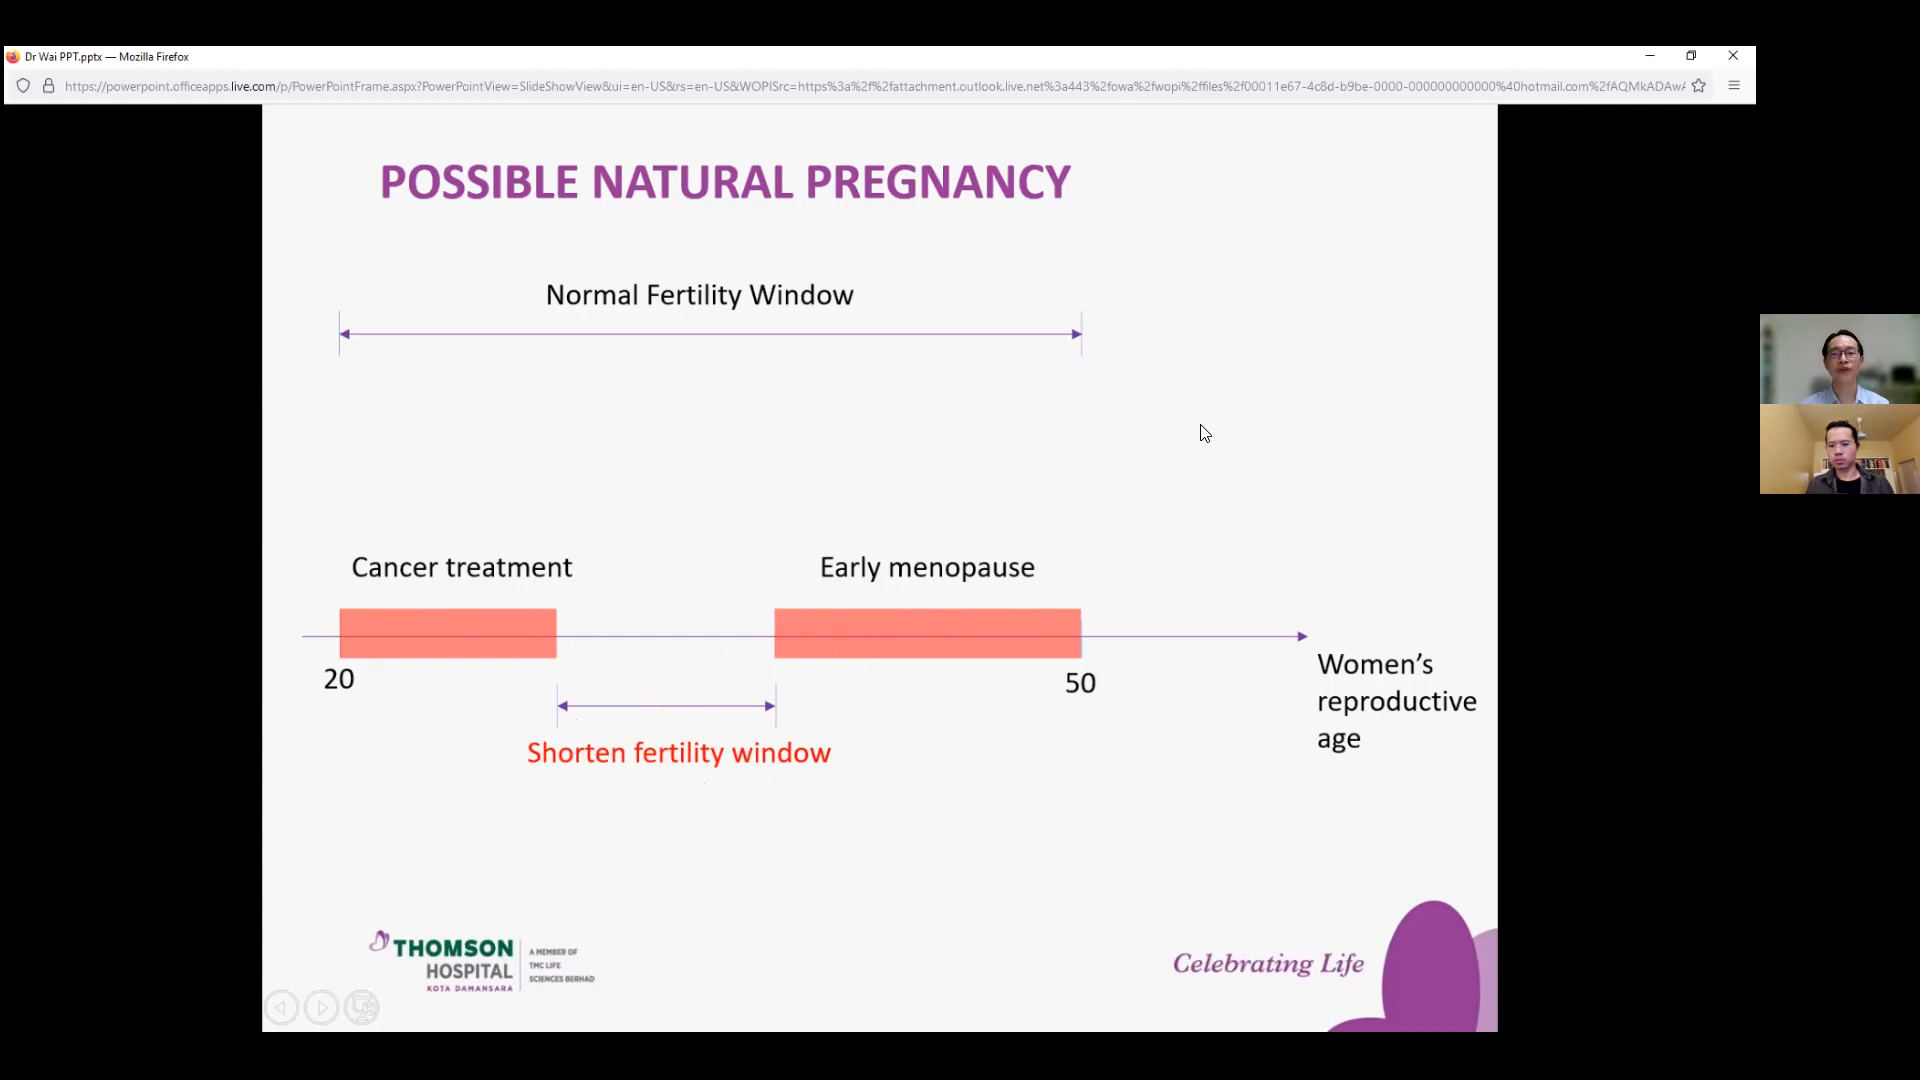 Dr Wai PPT.pptx — Mozilla Firefox
https://powerpoint.officeapps.live.com/p/PowerPointFrame.aspx?PowerPointView=SlideShowView&ui=en-US&rs=en-US&WOPISrc=https%3a%2f%2fattachment.outlook.live.net%3a443%2fowa%2fwopi%2ffiles%2f00011e67-4c8d-b9be-0000-000000000000%40hotmail.com%2fAQMkADAwA
POSSIBLE NATURAL PREGNANCY
Normal Fertility Window
Cancer treatment
Early menopause
20
50
Women’s
reproductive
age
Shorten fertility window
THOMSON
HOSPITAL
KOTA DAMANSARA
A MEMBER OF
TMC LIFE
SCIENCES BERHAD
Celebrating Life